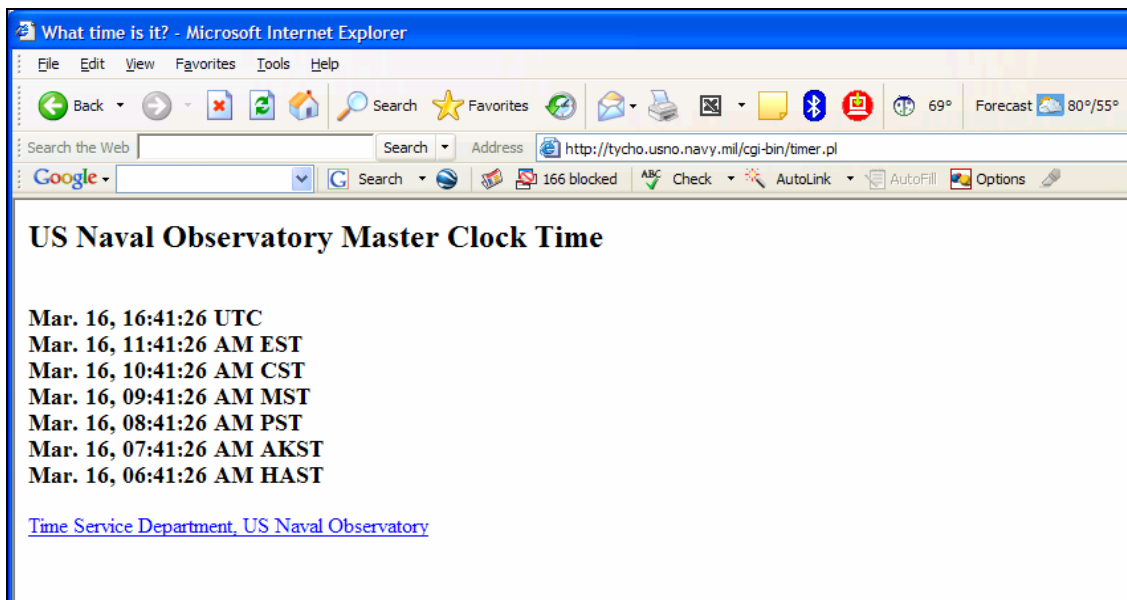 What time is it? - Microsoft Internet Explorer
File Edit View Favorites Tools Help
Back Search Favorites 69° Forecast 80°/55°
Search the Web Search Address http://tycho.usno.navy.mil/cgi-bin/timer.pl
Google G Search 166 blocked ABC Check AutoLink AutoFill Options
US Naval Observatory Master Clock Time
Mar. 16, 16:41:26 UTC
Mar. 16, 11:41:26 AM EST
Mar. 16, 10:41:26 AM CST
Mar. 16, 09:41:26 AM MST
Mar. 16, 08:41:26 AM PST
Mar. 16, 07:41:26 AM AKST
Mar. 16, 06:41:26 AM HAST
Time Service Department, US Naval Observatory